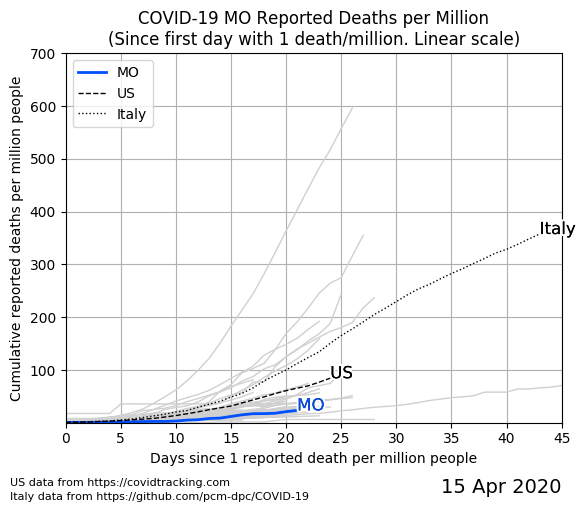 COVID-19 MO Reported Deaths per Million
(Since first day with 1 death/million. Linear scale)
Cumulative reported deaths per million people
700
600
500
400
300
200
100
MO
US
Italy
Italy
US
MO
0 5 10 15 20 25 30 35 40 45
Days since 1 reported death per million people
US data from https://covidtracking.com
Italy data from https://github.com/pcm-dpc/COVID-19
15 Apr 2020